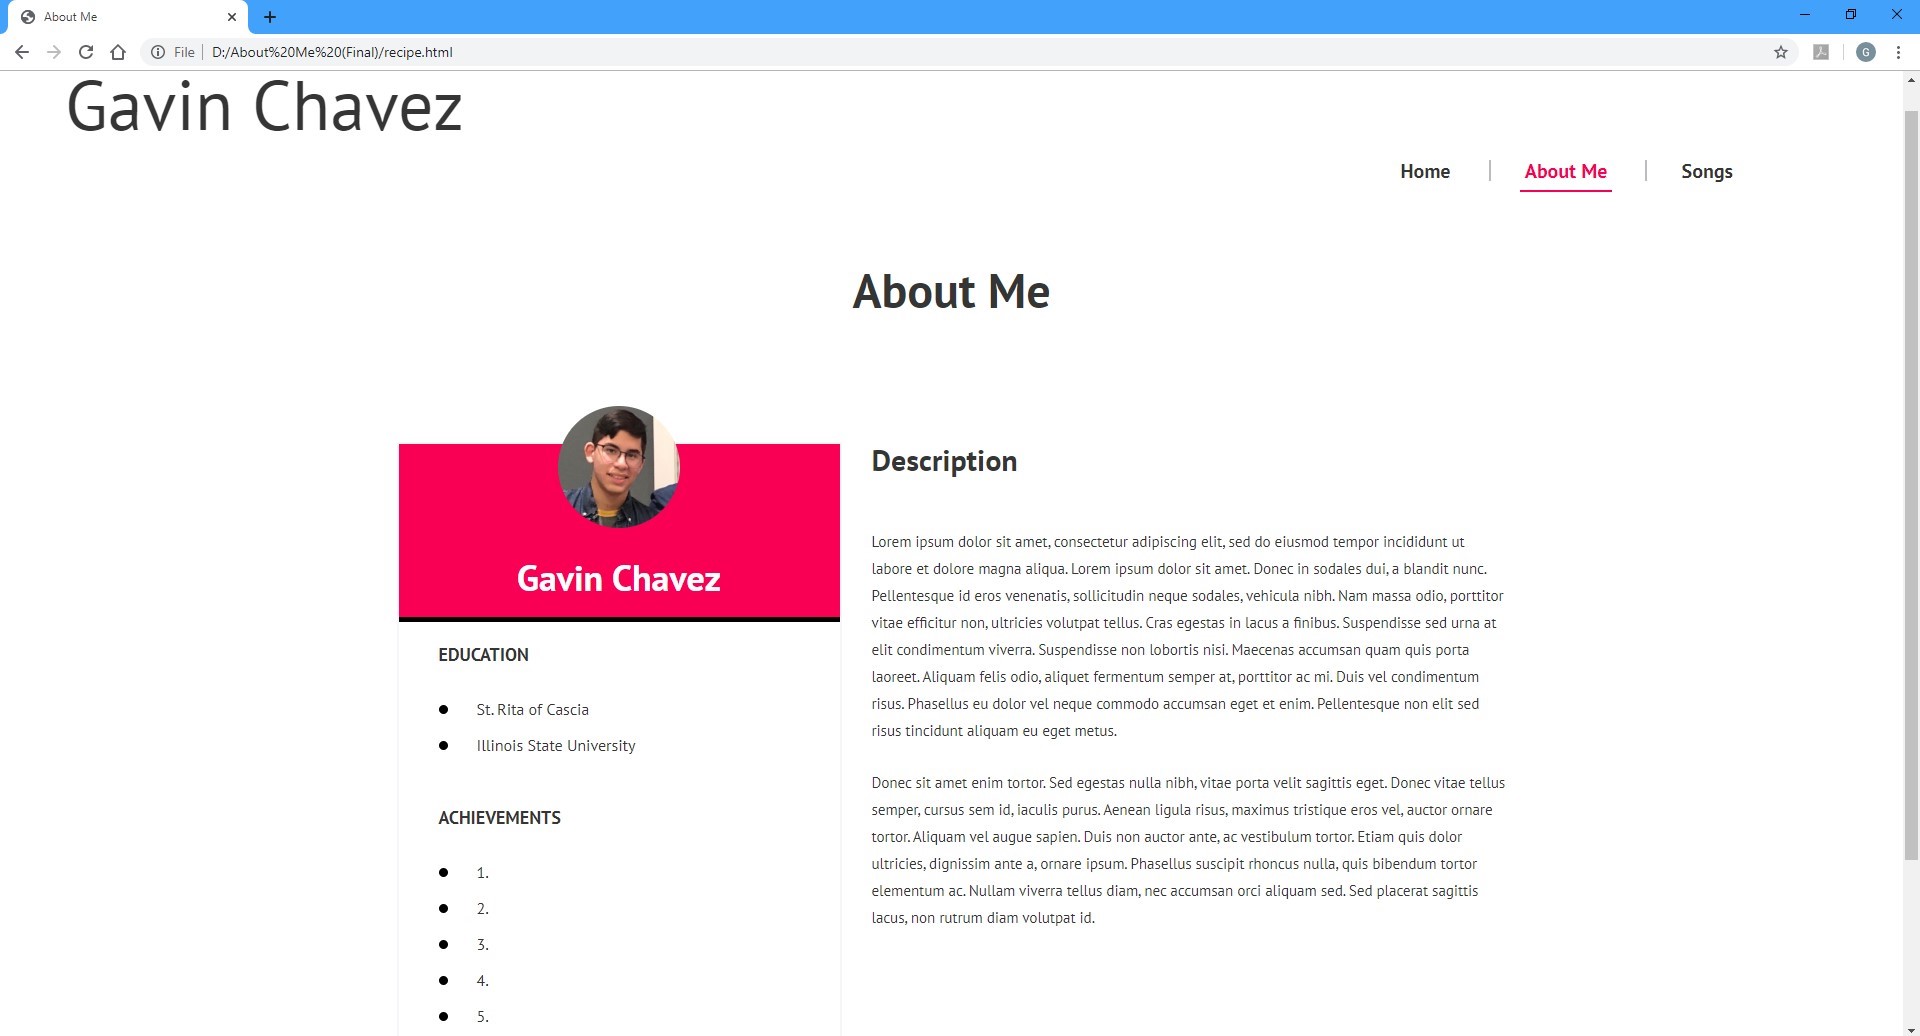 About Me
File
D:/About%20Me%20(Final)/recipe.html
G
Gavin Chavez
Home
About Me
Songs
About Me
Gavin Chavez
EDUCATION
St. Rita of Cascia
Illinois State University
ACHIEVEMENTS
1.
2.
3.
4.
5.
Description
Lorem ipsum dolor sit amet, consectetur adipiscing elit, sed do eiusmod tempor incididunt ut
labore et dolore magna aliqua. Lorem ipsum dolor sit amet. Donec in sodales dui, a blandit nunc.
Pellentesque id eros venenatis, sollicitudin neque sodales, vehicula nibh. Nam massa odio, porttitor
vitae efficitur non, ultricies volutpat tellus. Cras egestas in lacus a finibus. Suspendisse sed urna at
elit condimentum viverra. Suspendisse non lobortis nisi. Maecenas accumsan quam quis porta
laoreet. Aliquam felis odio, aliquet fermentum semper at, porttitor ac mi. Duis vel condimentum
risus. Phasellus eu dolor vel neque commodo accumsan eget et enim. Pellentesque non elit sed
risus tincidunt aliquam eu eget metus.
Donec sit amet enim tortor. Sed egestas nulla nibh, vitae porta velit sagittis eget. Donec vitae tellus
semper, cursus sem id, iaculis purus. Aenean ligula risus, maximus tristique eros vel, auctor ornare
tortor. Aliquam vel augue sapien. Duis non auctor ante, ac vestibulum tortor. Etiam quis dolor
ultricies, dignissim ante a, ornare ipsum. Phasellus suscipit rhoncus nulla, quis bibendum tortor
elementum ac. Nullam viverra tellus diam, nec accumsan orci aliquam sed. Sed placerat sagittis
lacus, non rutrum diam volutpat id.